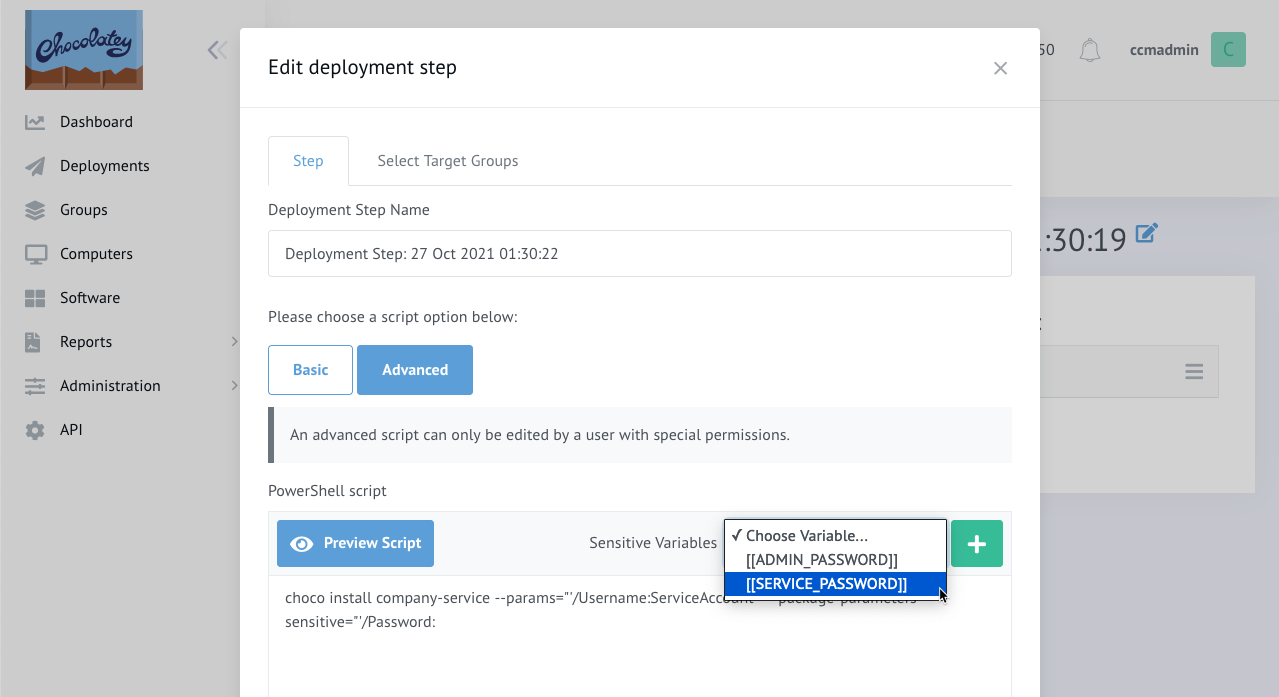 Chocolatey
50
ccmadmin
C
Edit deployment step
Dashboard
Deployments
Groups
Computers
Software
Reports
Administration
API
Step
Select Target Groups
Deployment Step Name
Deployment Step: 27 Oct 2021 01:30:22
:30:19
Please choose a script option below:
Basic
Advanced
An advanced script can only be edited by a user with special permissions.
PowerShell script
Preview Script
Sensitive Variables
✓ Choose Variable...
[[ADMIN_PASSWORD]]
[[SERVICE_PASSWORD]]
choco install company-service --params="'/Username:ServiceAccount
sensitive="'/Password: